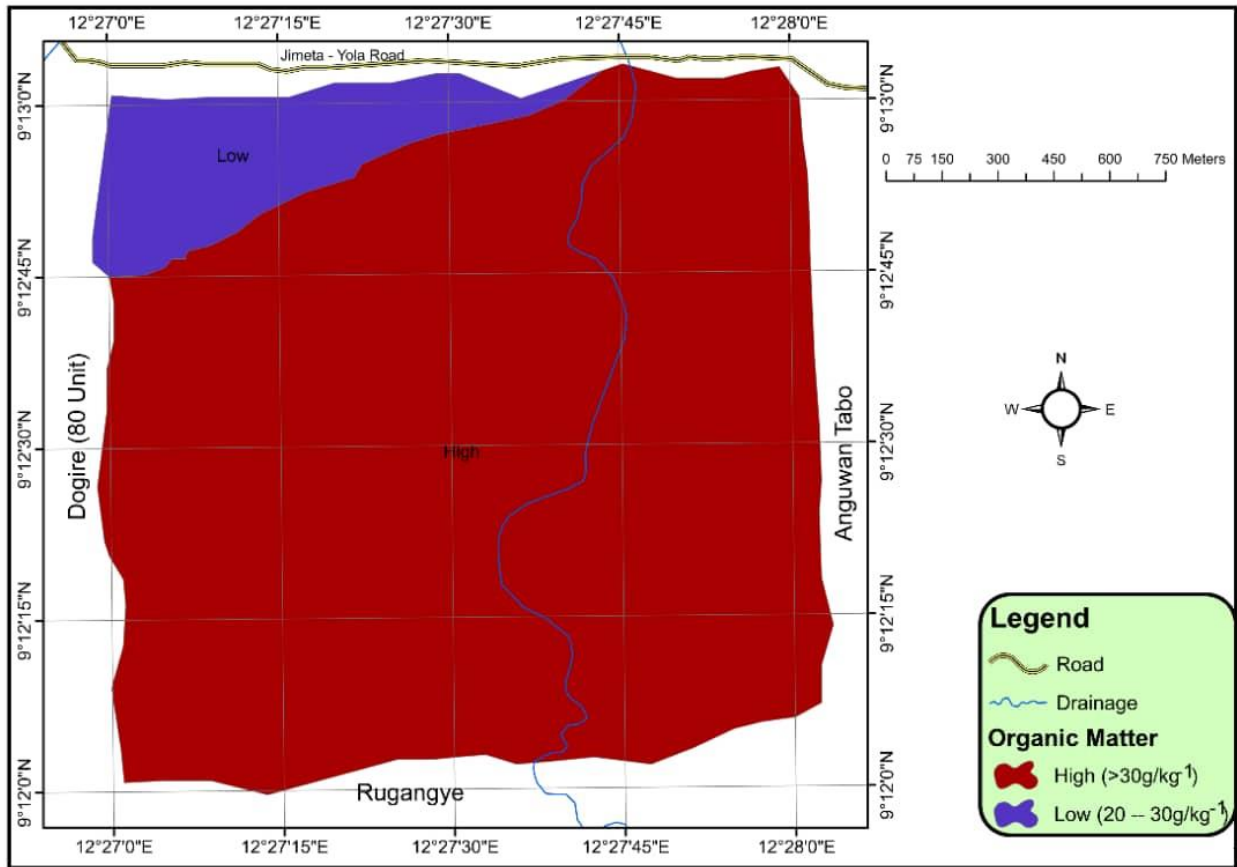 12°27'0"E 12°27'15"E 12°27'30"E 12°27'45"E 12°28'0"E
Jimeta - Yola Road
9°13'0"N
9°12'45"N
9°12'30"N
9°12'15"N
9°12'0"N
Dogire (80 Unit)
Low
High
Rugangye
Anguwan Tabo
9°13'0"N
9°12'45"N
9°12'30"N
9°12'15"N
9°12'0"N
12°27'0"E 12°27'15"E 12°27'30"E 12°27'45"E 12°28'0"E
0 75 150 300 450 600 750 Meters
N
W E
S
Legend
Road
Drainage
Organic Matter
High (>30g/kg⁻¹)
Low (20 -- 30g/kg⁻¹)